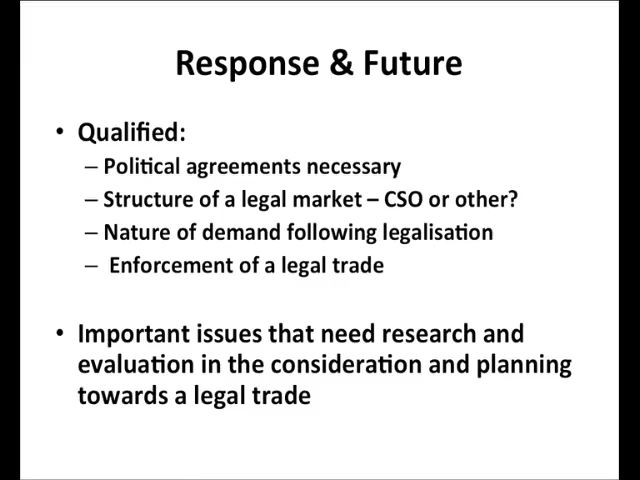 Response & Future
• Qualified:
– Political agreements necessary
– Structure of a legal market – CSO or other?
– Nature of demand following legalisation
– Enforcement of a legal trade
• Important issues that need research and
evaluation in the consideration and planning
towards a legal trade